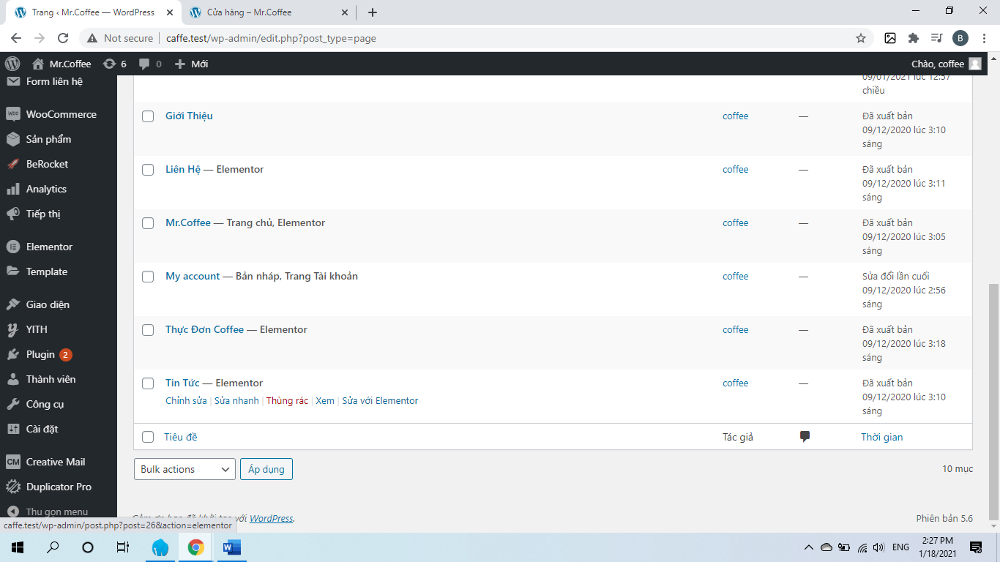 Trang ‹ Mr.Coffee — WordPress
Cửa hàng – Mr.Coffee
Not secure
caffe.test/wp-admin/edit.php?post_type=page
B
Mr.Coffee
6
0
Mới
Chào, coffee
Form liên hệ
WooCommerce
Sản phẩm
BeRocket
Analytics
Tiếp thị
Elementor
Template
Giao diện
YITH
Plugin 2
Thành viên
Công cụ
Cài đặt
Creative Mail
Duplicator Pro
Thu gọn menu
09/01/2021 lúc 12:57
chiều
Giới Thiệu
coffee
—
Đã xuất bản
09/12/2020 lúc 3:10
sáng
Liên Hệ — Elementor
coffee
—
Đã xuất bản
09/12/2020 lúc 3:11
sáng
Mr.Coffee — Trang chủ, Elementor
coffee
—
Đã xuất bản
09/12/2020 lúc 3:05
sáng
My account — Bản nháp, Trang Tài khoản
coffee
—
Sửa đổi lần cuối
09/12/2020 lúc 2:56
sáng
Thực Đơn Coffee — Elementor
coffee
—
Đã xuất bản
09/12/2020 lúc 3:18
sáng
Tin Tức — Elementor
Chỉnh sửa | Sửa nhanh | Thùng rác | Xem | Sửa với Elementor
coffee
—
Đã xuất bản
09/12/2020 lúc 3:10
sáng
Tiêu đề
Tác giả
Thời gian
Bulk actions
Áp dụng
10 mục
Cảm ơn bạn đã khởi tạo với WordPress.
Phiên bản 5.6
caffe.test/wp-admin/post.php?post=26&action=elementor
ENG
2:27 PM
1/18/2021